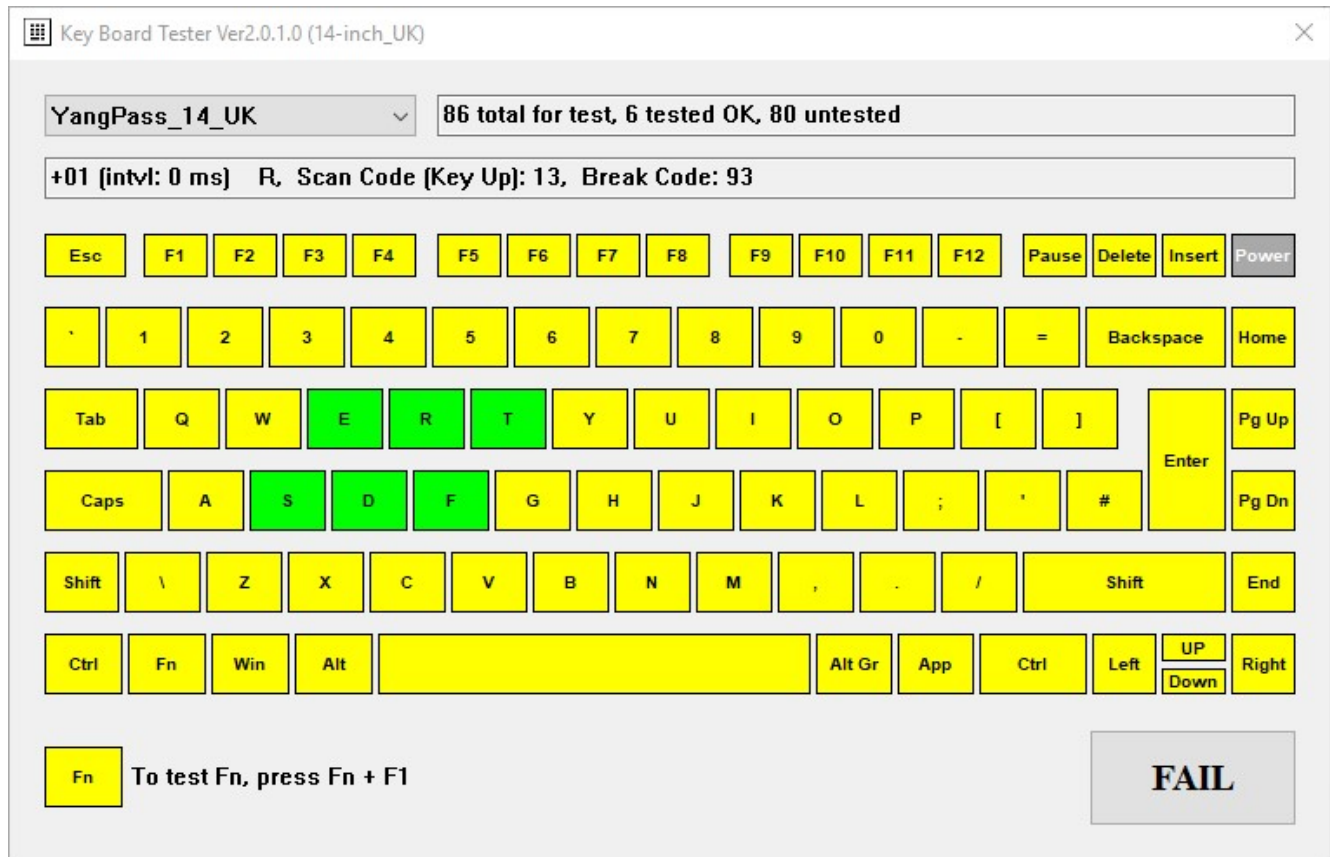 Key Board Tester Ver2.0.1.0 (14-inch_UK)
YangPass_14_UK 86 total for test, 6 tested OK, 80 untested
+01 (intvl: 0 ms) R, Scan Code (Key Up): 13, Break Code: 93
Esc F1 F2 F3 F4 F5 F6 F7 F8 F9 F10 F11 F12 Pause Delete Insert Power
` 1 2 3 4 5 6 7 8 9 0 - = Backspace Home
Tab Q W E R T Y U I O P [ ] Enter Pg Up
Caps A S D F G H J K L ; ' # Pg Dn
Shift \ Z X C V B N M , . / Shift End
Ctrl Fn Win Alt Alt Gr App Ctrl Left UP Down Right
Fn To test Fn, press Fn + F1 FAIL